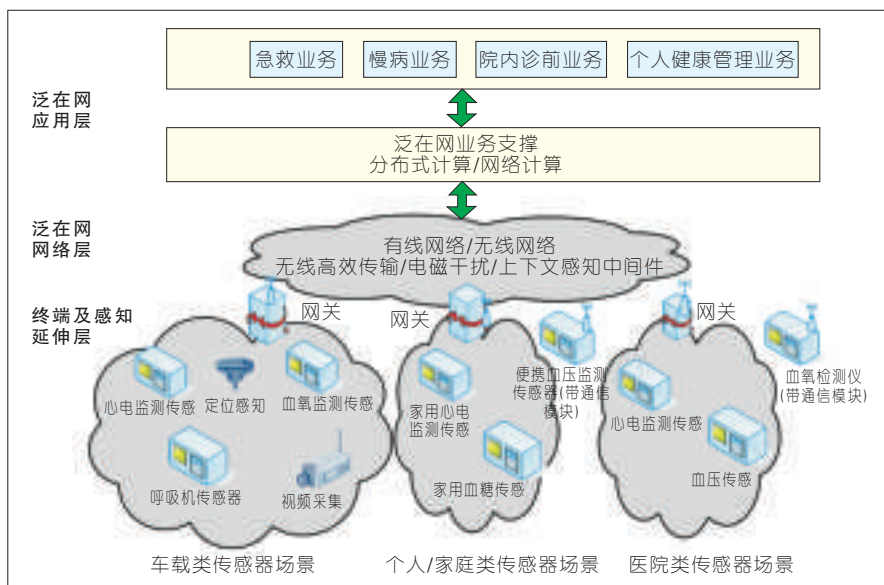 急救业务 慢病业务 院内诊前业务 个人健康管理业务
泛在网
应用层
泛在网业务支撑
分布式计算/网络计算
泛在网
网络层
有线网络/无线网络
无线高效传输/电磁干扰/上下文感知中间件
终端及感知
延伸层
网关
网关
网关
心电监测传感
定位感知
血氧监测传感
呼吸机传感器
视频采集
家用心电
监测传感
便携血压监测
传感器(带通信
模块)
家用血糖传感
心电监测传感
血氧检测仪
(带通信模块)
血压传感
车载类传感器场景
个人/家庭类传感器场景
医院类传感器场景